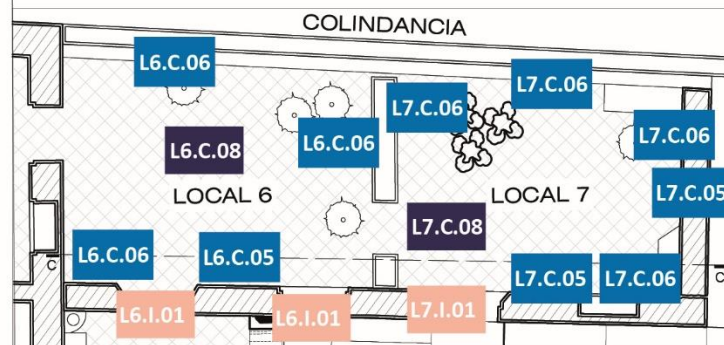 COLINDANCIA
L6.C.06
L7.C.06
L7.C.06
L6.C.06
L7.C.06
L6.C.08
LOCAL 6
LOCAL 7
L7.C.05
L7.C.08
L6.C.06
L6.C.05
L7.C.05
L7.C.06
C
C
L6.I.01
L6.I.01
L7.I.01